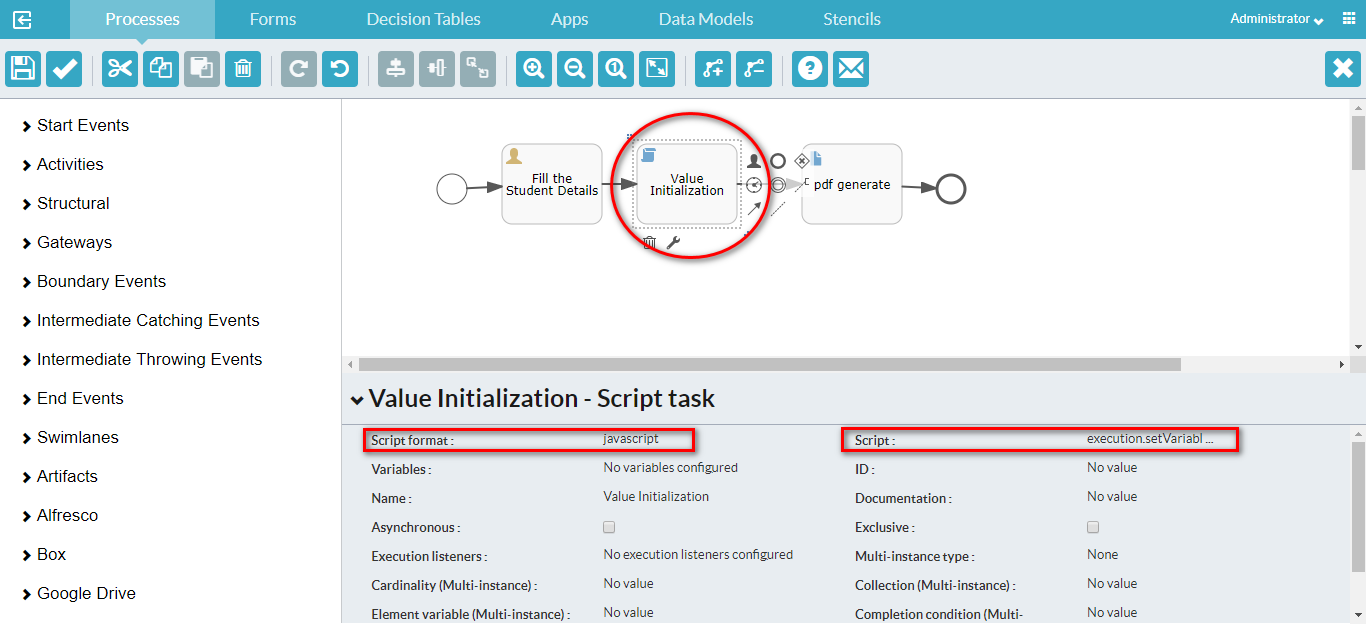 Processes
Forms
Decision Tables
Apps
Data Models
Stencils
Administrator
1
?
Start Events
Activities
Structural
Gateways
Boundary Events
Intermediate Catching Events
Intermediate Throwing Events
End Events
Swimlanes
Artifacts
Alfresco
Box
Google Drive
Fill the
Student Details
Value
Initialization
pdf generate
Value Initialization - Script task
Script format :
javascript
Script :
execution.setVariabl ...
Variables :
No variables configured
ID :
No value
Name :
Value Initialization
Documentation :
No value
Asynchronous :
Exclusive :
Execution listeners :
No execution listeners configured
Multi-instance type :
None
Cardinality (Multi-instance) :
No value
Collection (Multi-instance) :
No value
Element variable (Multi-instance) :
No value
Completion condition (Multi-
No value